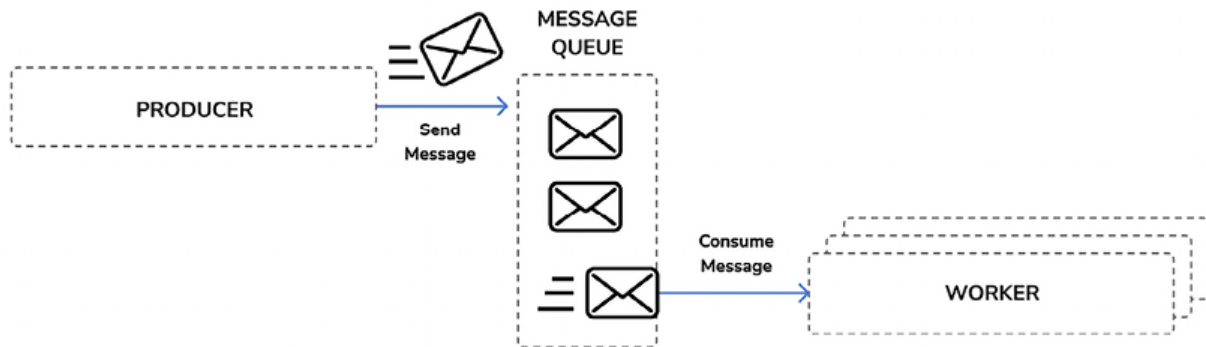 MESSAGE
QUEUE
PRODUCER
Send
Message
Consume
Message
WORKER